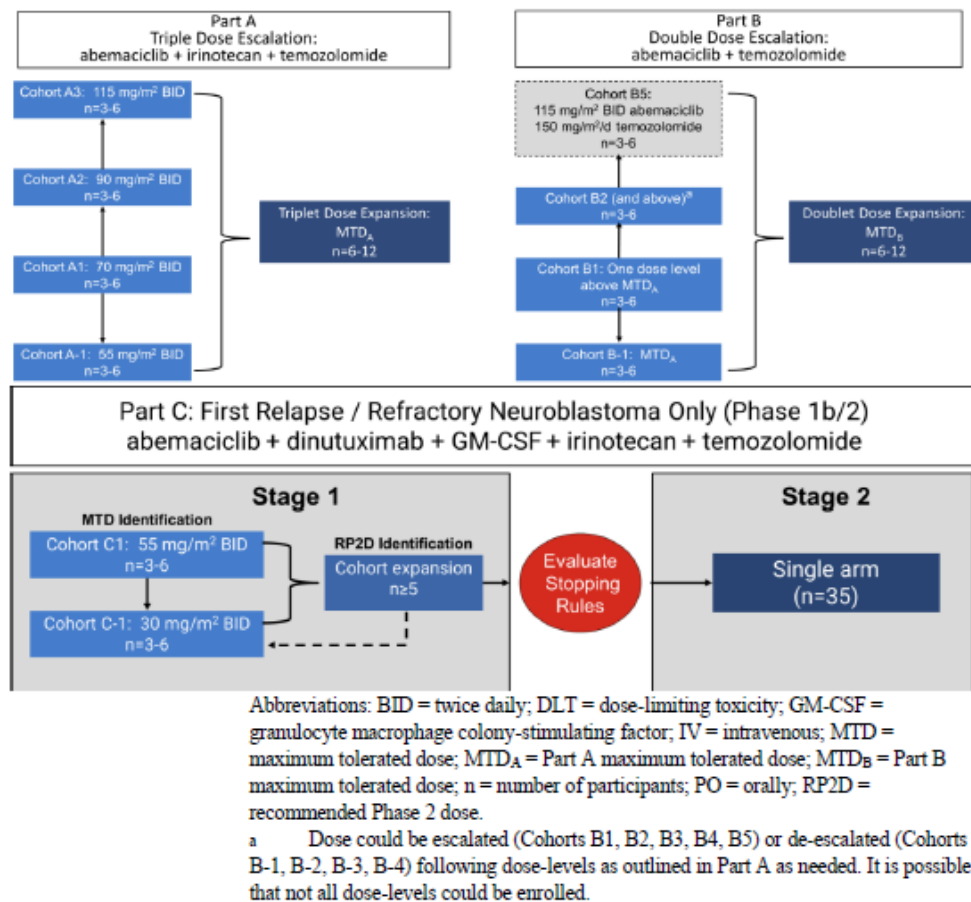 Part A
Triple Dose Escalation:
abemaciclib + irinotecan + temozolomide
Cohort A3: 115 mg/m² BID
n=3-6
Cohort A2: 90 mg/m² BID
n=3-6
Cohort A1: 70 mg/m² BID
n=3-6
Cohort A-1: 55 mg/m² BID
n=3-6
Triplet Dose Expansion:
MTDA
n=6-12
Part B
Double Dose Escalation:
abemaciclib + temozolomide
Cohort B5:
115 mg/m² BID abemaciclib
150 mg/m²/d temozolomide
n=3-6
Cohort B2 (and above)ª
n=3-6
Cohort B1: One dose level
above MTDA
n=3-6
Cohort B-1: MTDA
n=3-6
Doublet Dose Expansion:
MTDB
n=6-12
Part C: First Relapse / Refractory Neuroblastoma Only (Phase 1b/2)
abemaciclib + dinutuximab + GM-CSF + irinotecan + temozolomide
Stage 1
MTD Identification
Cohort C1: 55 mg/m² BID
n=3-6
Cohort C-1: 30 mg/m² BID
n=3-6
RP2D Identification
Cohort expansion
n≥5
Evaluate
Stopping
Rules
Stage 2
Single arm
(n=35)
Abbreviations: BID = twice daily; DLT = dose-limiting toxicity; GM-CSF =
granulocyte macrophage colony-stimulating factor; IV = intravenous; MTD =
maximum tolerated dose; MTDA = Part A maximum tolerated dose; MTDB = Part B
maximum tolerated dose; n = number of participants; PO = orally; RP2D =
recommended Phase 2 dose.
a Dose could be escalated (Cohorts B1, B2, B3, B4, B5) or de-escalated (Cohorts
B-1, B-2, B-3, B-4) following dose-levels as outlined in Part A as needed. It is possible
that not all dose-levels could be enrolled.